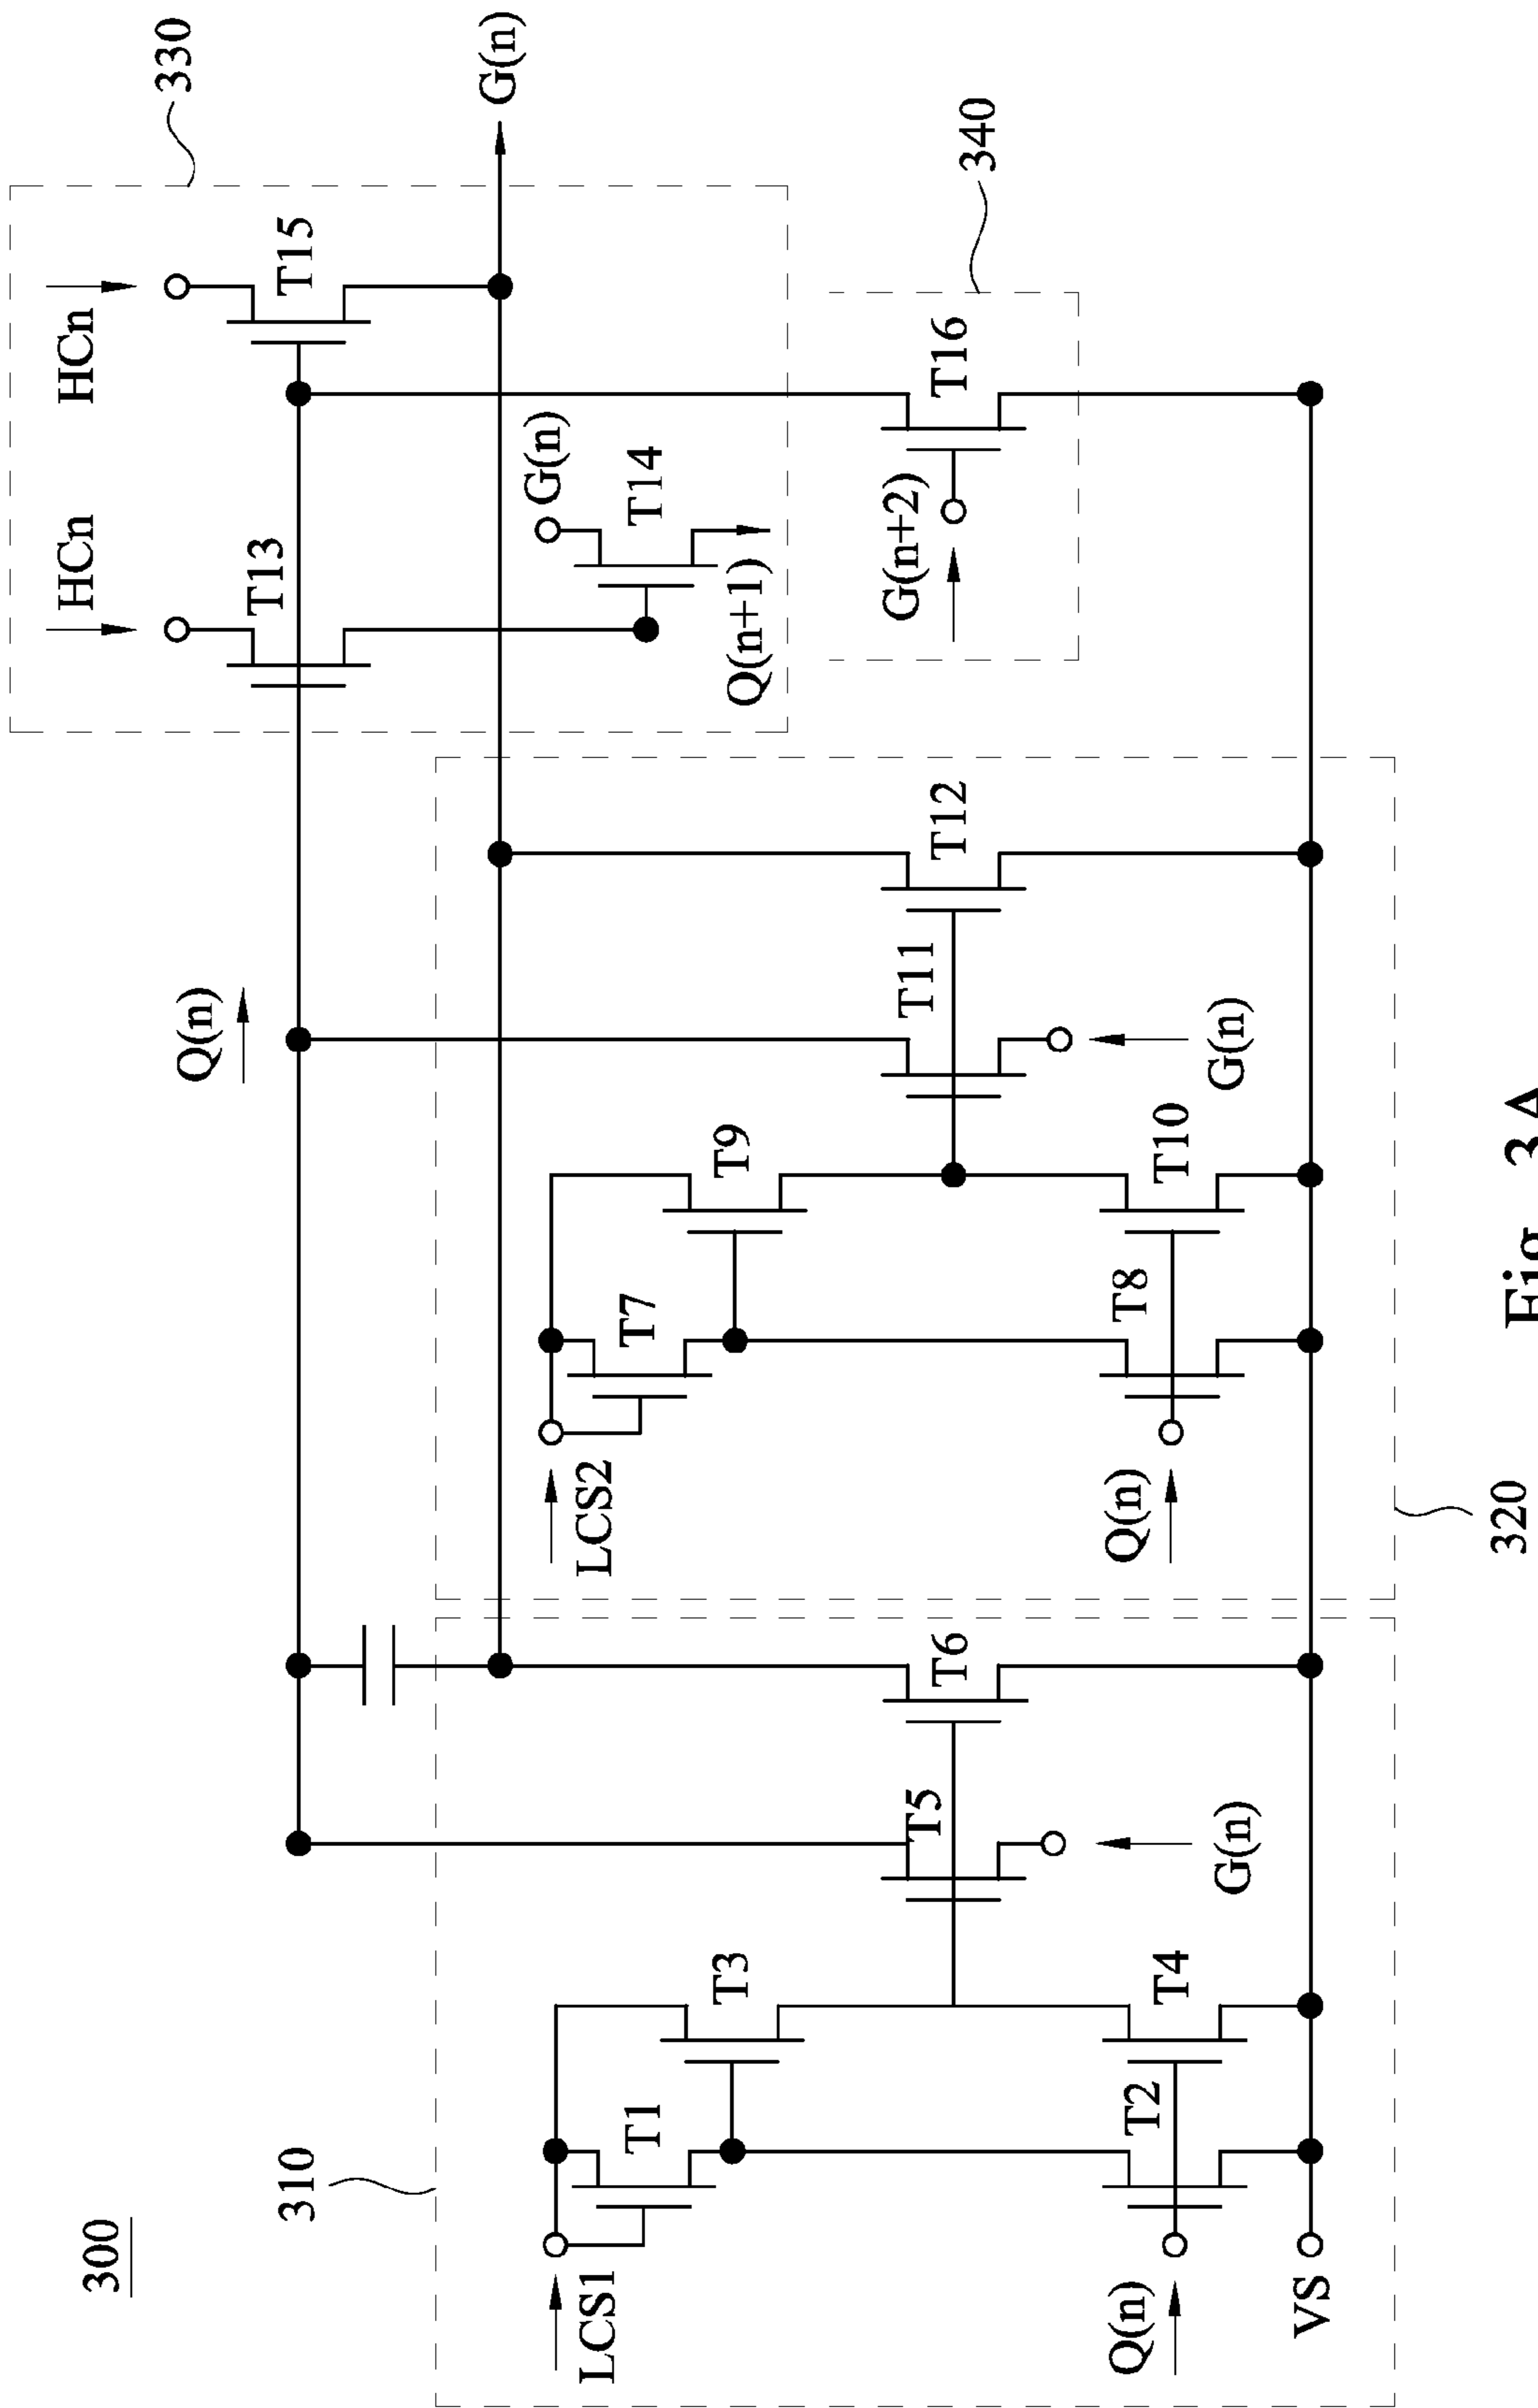 300
310
LCS1
T1
T3
T2
T4
Q(n)
VS
T5
T6
G(n)
LCS2
T7
T9
T8
T10
Q(n)
320
Q(n)
T11
T12
G(n)
HCn
HCn
T13
T15
330
G(n)
T14
Q(n+1)
G(n)
G(n+2)
T16
340